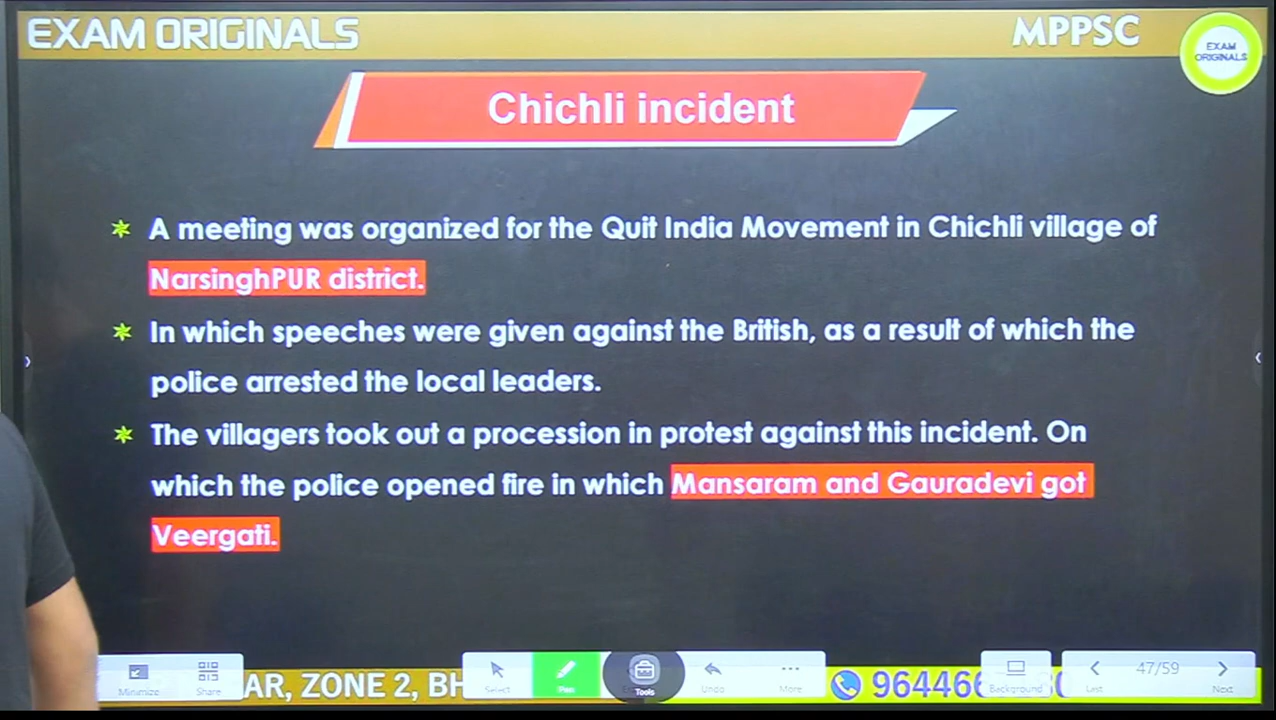 EXAM ORIGINALS
MPPSC
EXAM
ORIGINALS
Chichli incident
A meeting was organized for the Quit India Movement in Chichli village of
NarsinghPUR district.
In which speeches were given against the British, as a result of which the
police arrested the local leaders.
The villagers took out a procession in protest against this incident. On
which the police opened fire in which Mansaram and Gauradevi got
Veergati.
Minimize
Share
AR, ZONE 2, BH
Select
Pen
Tools
Undo
More
96446
Background
Last
47/59
Next